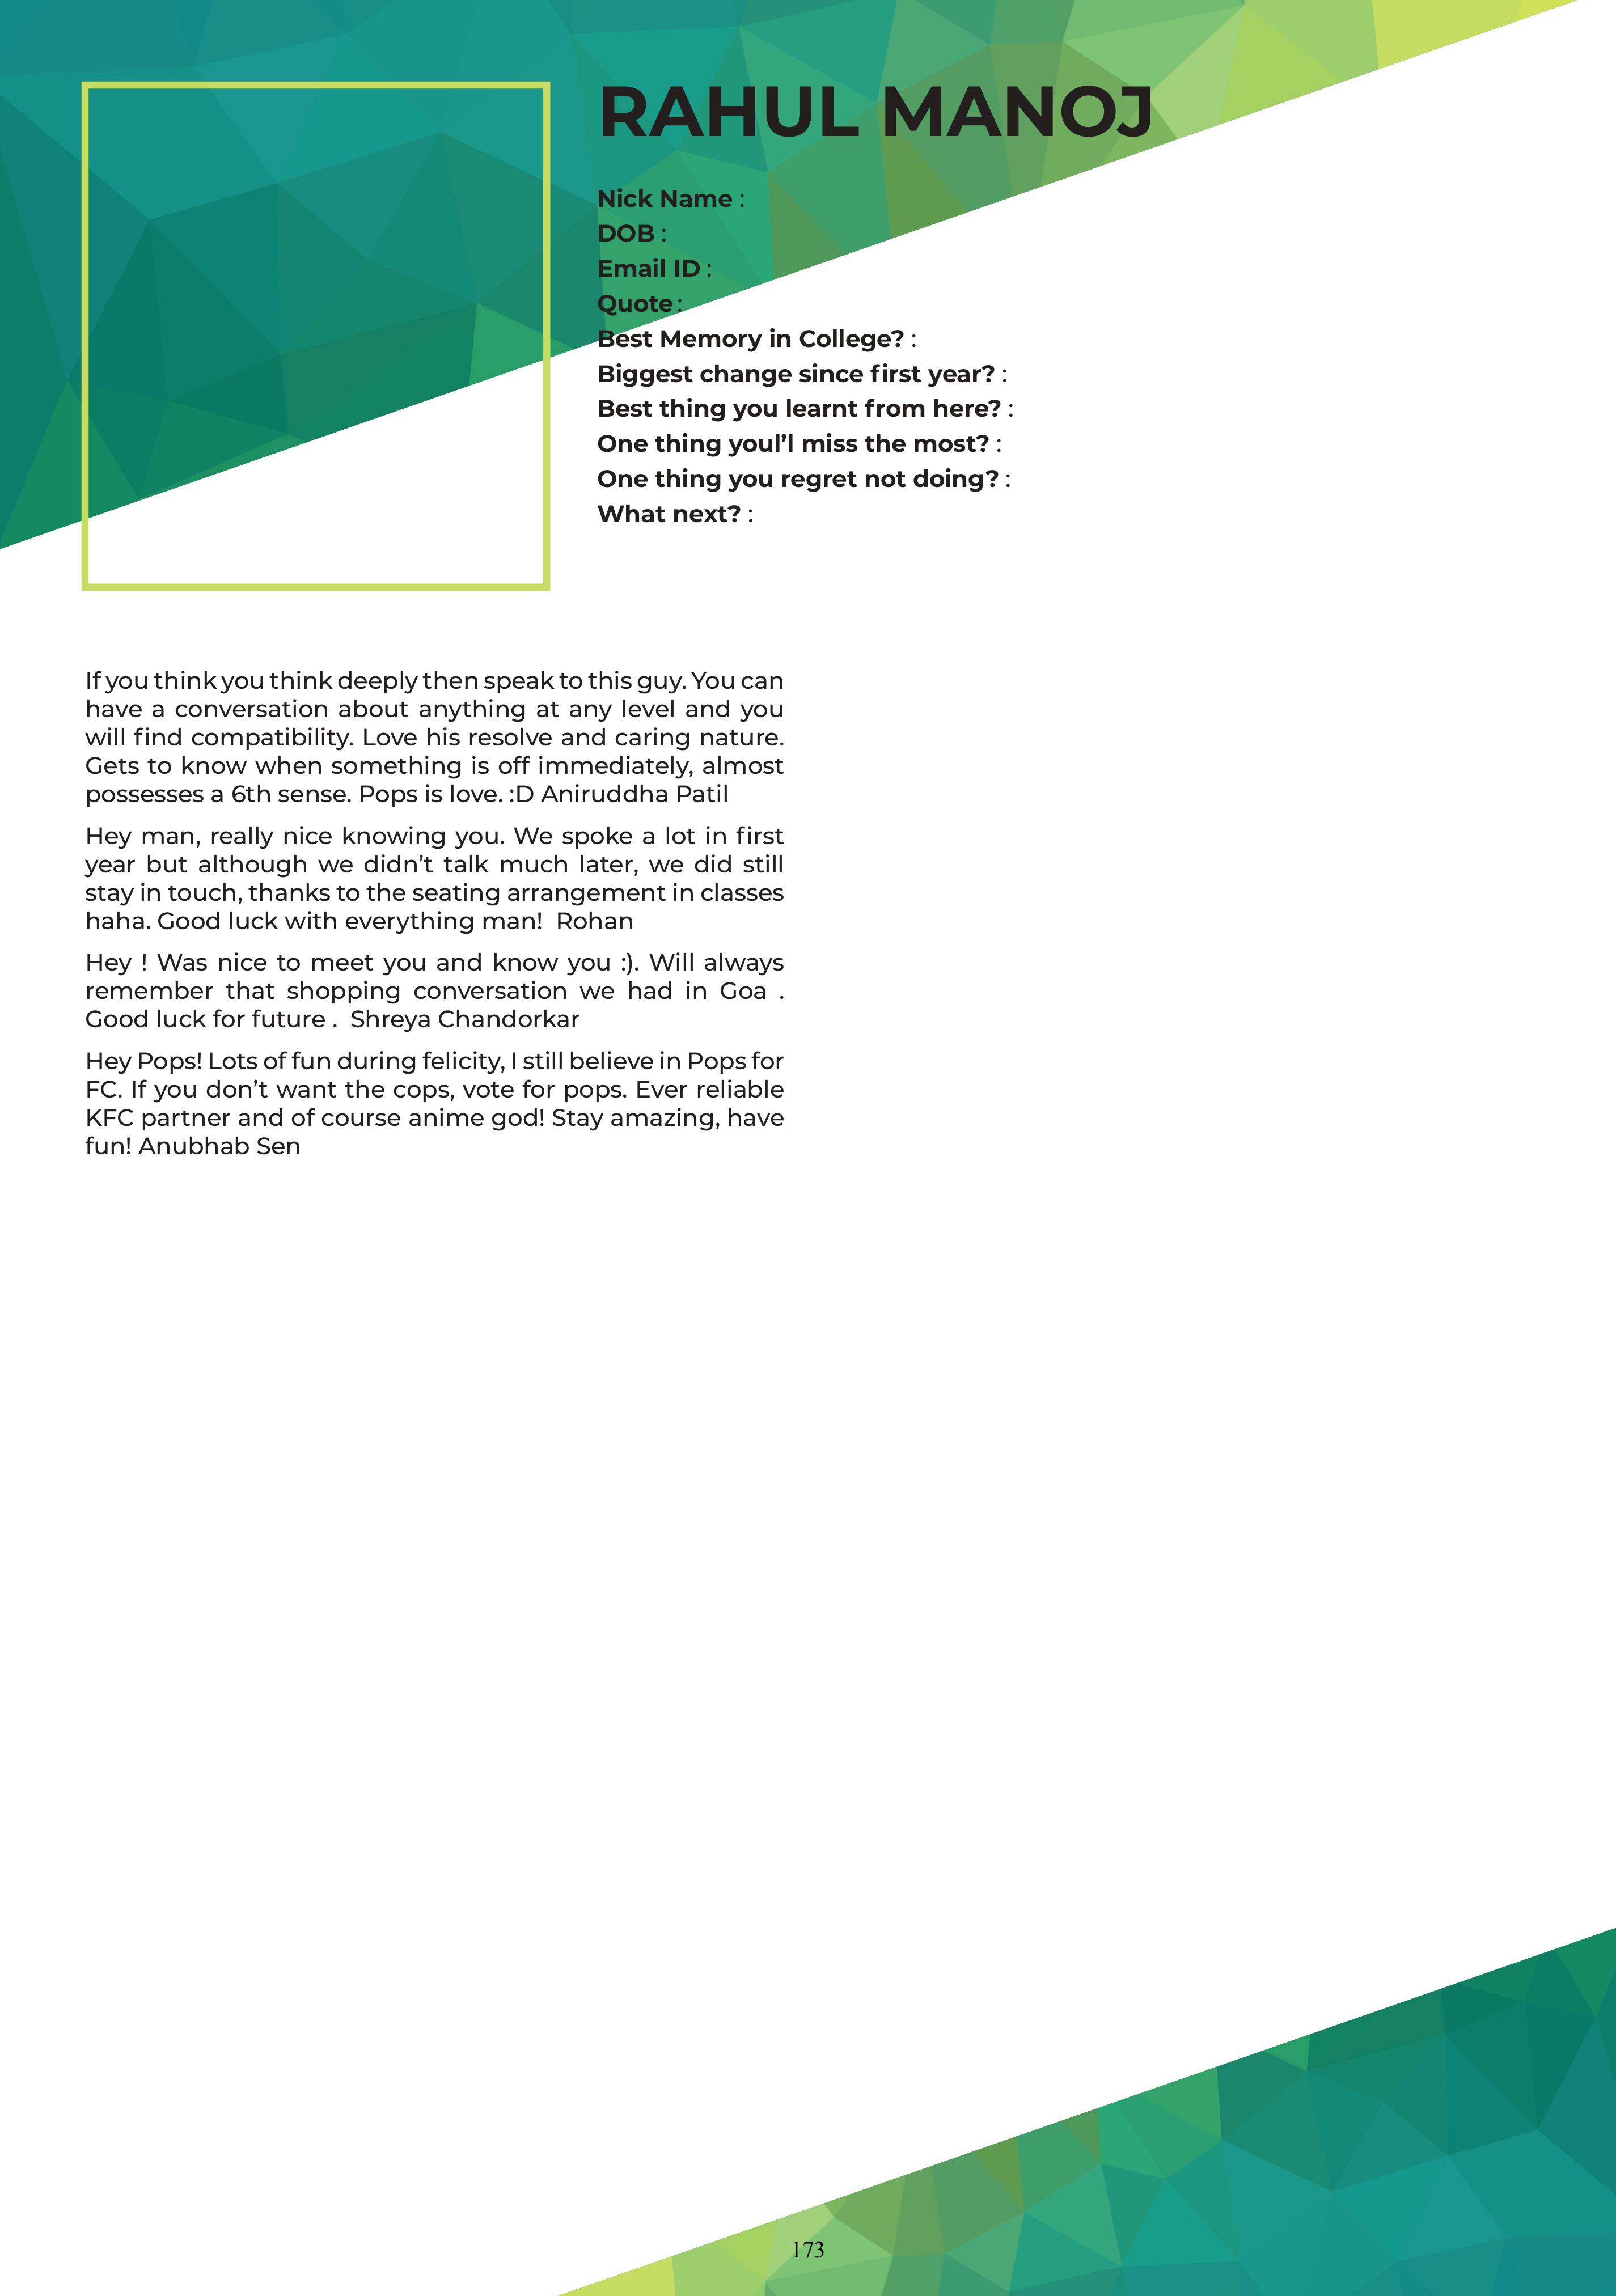 RAHUL MANOJ
Nick Name :
DOB :
Email ID :
Quote :
Best Memory in College? :
Biggest change since first year? :
Best thing you learnt from here? :
One thing youl’l miss the most? :
One thing you regret not doing? :
What next? :
If you think you think deeply then speak to this guy. You can
have a conversation about anything at any level and you
will find compatibility. Love his resolve and caring nature.
Gets to know when something is off immediately, almost
possesses a 6th sense. Pops is love. :D Aniruddha Patil
Hey man, really nice knowing you. We spoke a lot in first
year but although we didn’t talk much later, we did still
stay in touch, thanks to the seating arrangement in classes
haha. Good luck with everything man!  Rohan
Hey ! Was nice to meet you and know you :). Will always
remember that shopping conversation we had in Goa .
Good luck for future .  Shreya Chandorkar
Hey Pops! Lots of fun during felicity, I still believe in Pops for
FC. If you don’t want the cops, vote for pops. Ever reliable
KFC partner and of course anime god! Stay amazing, have
fun! Anubhab Sen
173